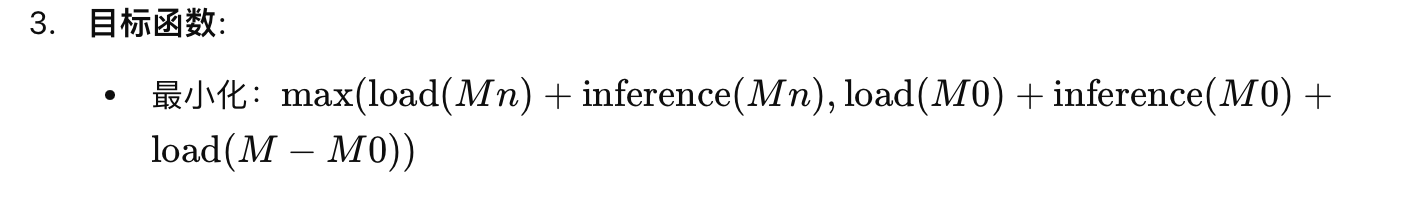 3. 目标函数:
• 最小化：max(load(Mn) + inference(Mn), load(M0) + inference(M0) +
load(M − M0))